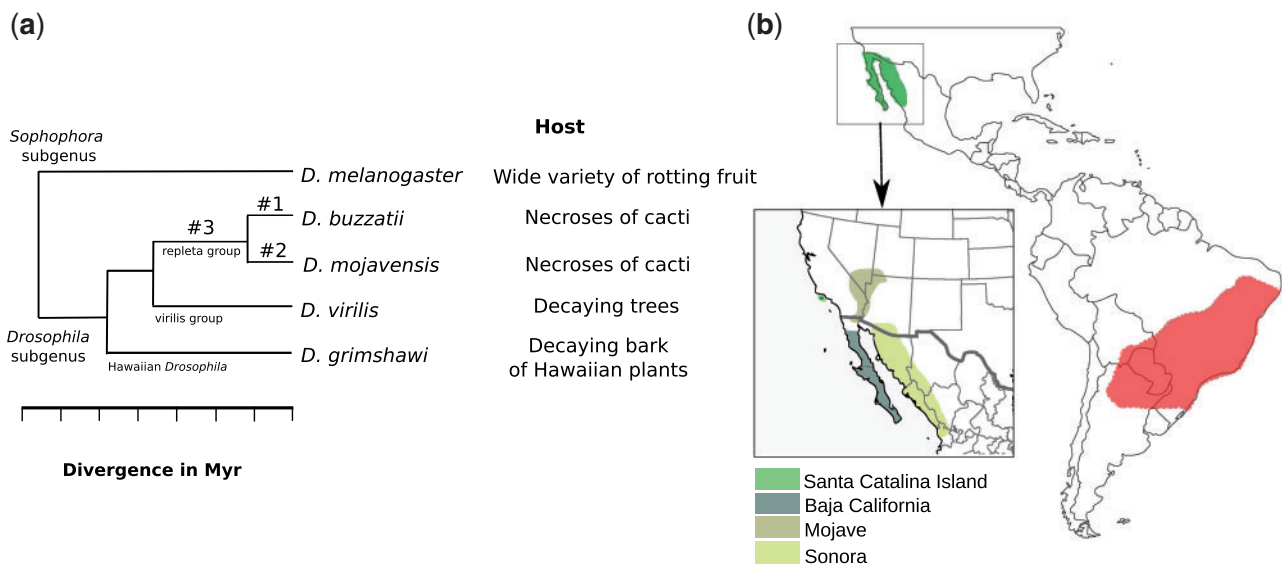 (a)
Sophophora
subgenus
Host
D. melanogaster
Wide variety of rotting fruit
#1
D. buzzatii
Necroses of cacti
#3
repleta group
#2
D. mojavensis
Necroses of cacti
D. virilis
Decaying trees
virilis group
Drosophila
subgenus
D. grimshawi
Decaying bark
of Hawaiian plants
Hawaiian Drosophila
Divergence in Myr
(b)
Santa Catalina Island
Baja California
Mojave
Sonora